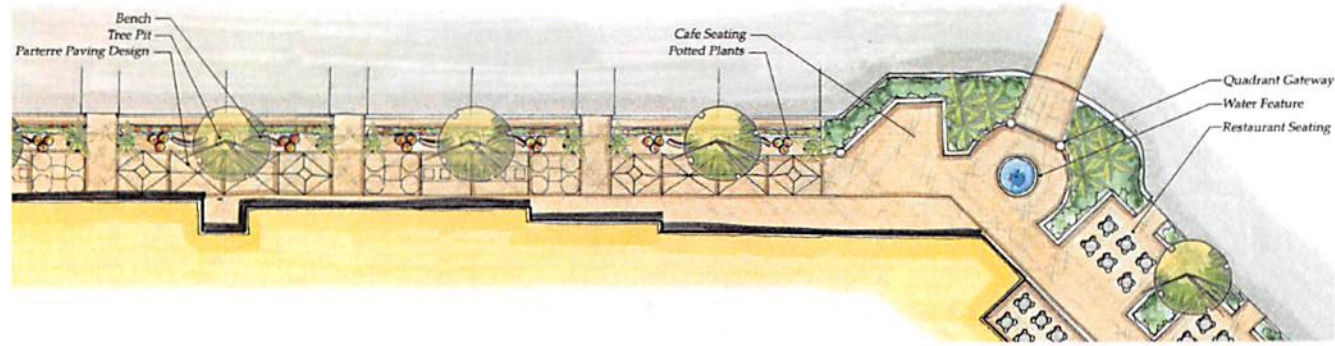 Bench
Tree Pit
Parterre Paving Design
Cafe Seating
Potted Plants
Quadrant Gateway
Water Feature
Restaurant Seating